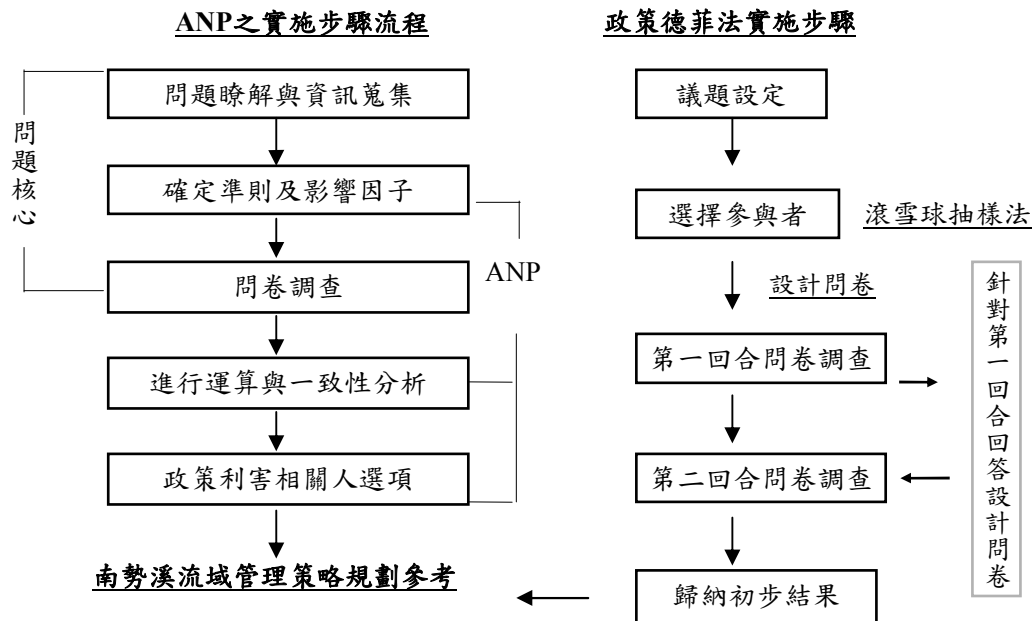 ANP之實施步驟流程
問題瞭解與資訊蒐集
確定準則及影響因子
問卷調查
進行運算與一致性分析
政策利害相關人選項
南勢溪流域管理策略規劃參考
問題核心
ANP
政策德菲法實施步驟
議題設定
選擇參與者
滾雪球抽樣法
設計問卷
第一回合問卷調查
第二回合問卷調查
歸納初步結果
針對第一回合回答設計問卷